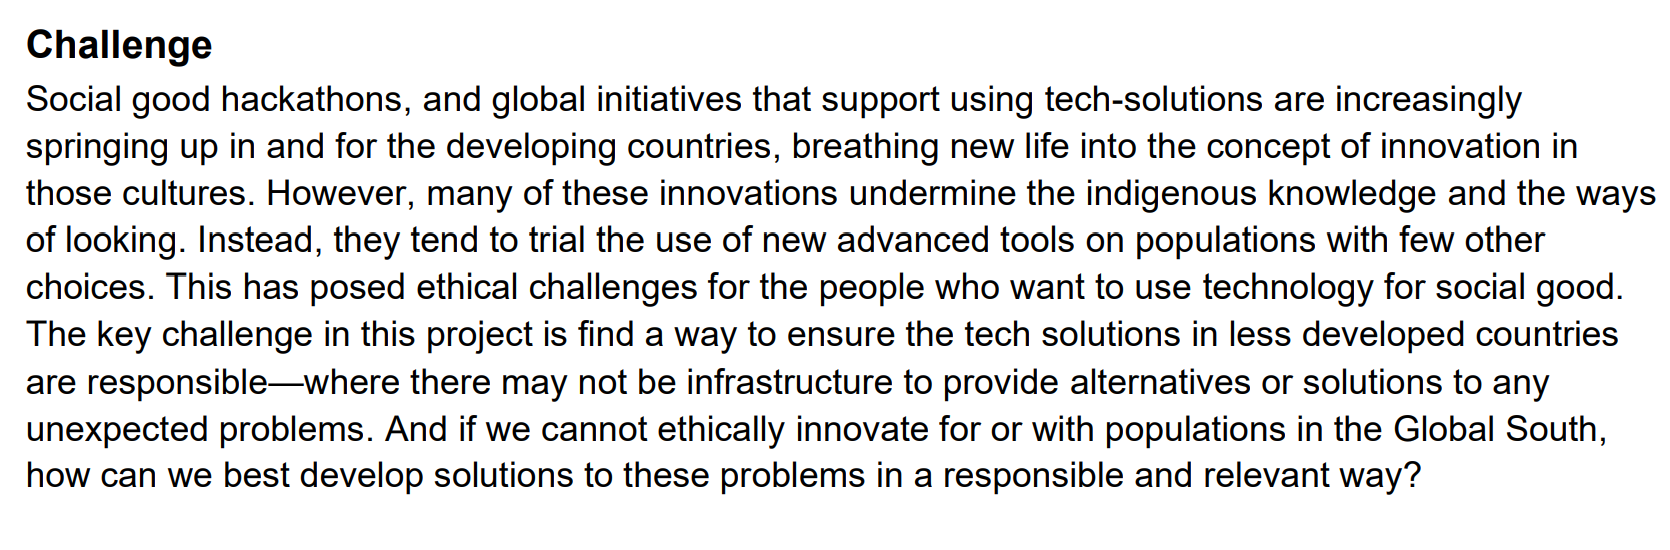 Challenge
Social good hackathons, and global initiatives that support using tech-solutions are increasingly
springing up in and for the developing countries, breathing new life into the concept of innovation in
those cultures. However, many of these innovations undermine the indigenous knowledge and the ways
of looking. Instead, they tend to trial the use of new advanced tools on populations with few other
choices. This has posed ethical challenges for the people who want to use technology for social good.
The key challenge in this project is find a way to ensure the tech solutions in less developed countries
are responsible—where there may not be infrastructure to provide alternatives or solutions to any
unexpected problems. And if we cannot ethically innovate for or with populations in the Global South,
how can we best develop solutions to these problems in a responsible and relevant way?